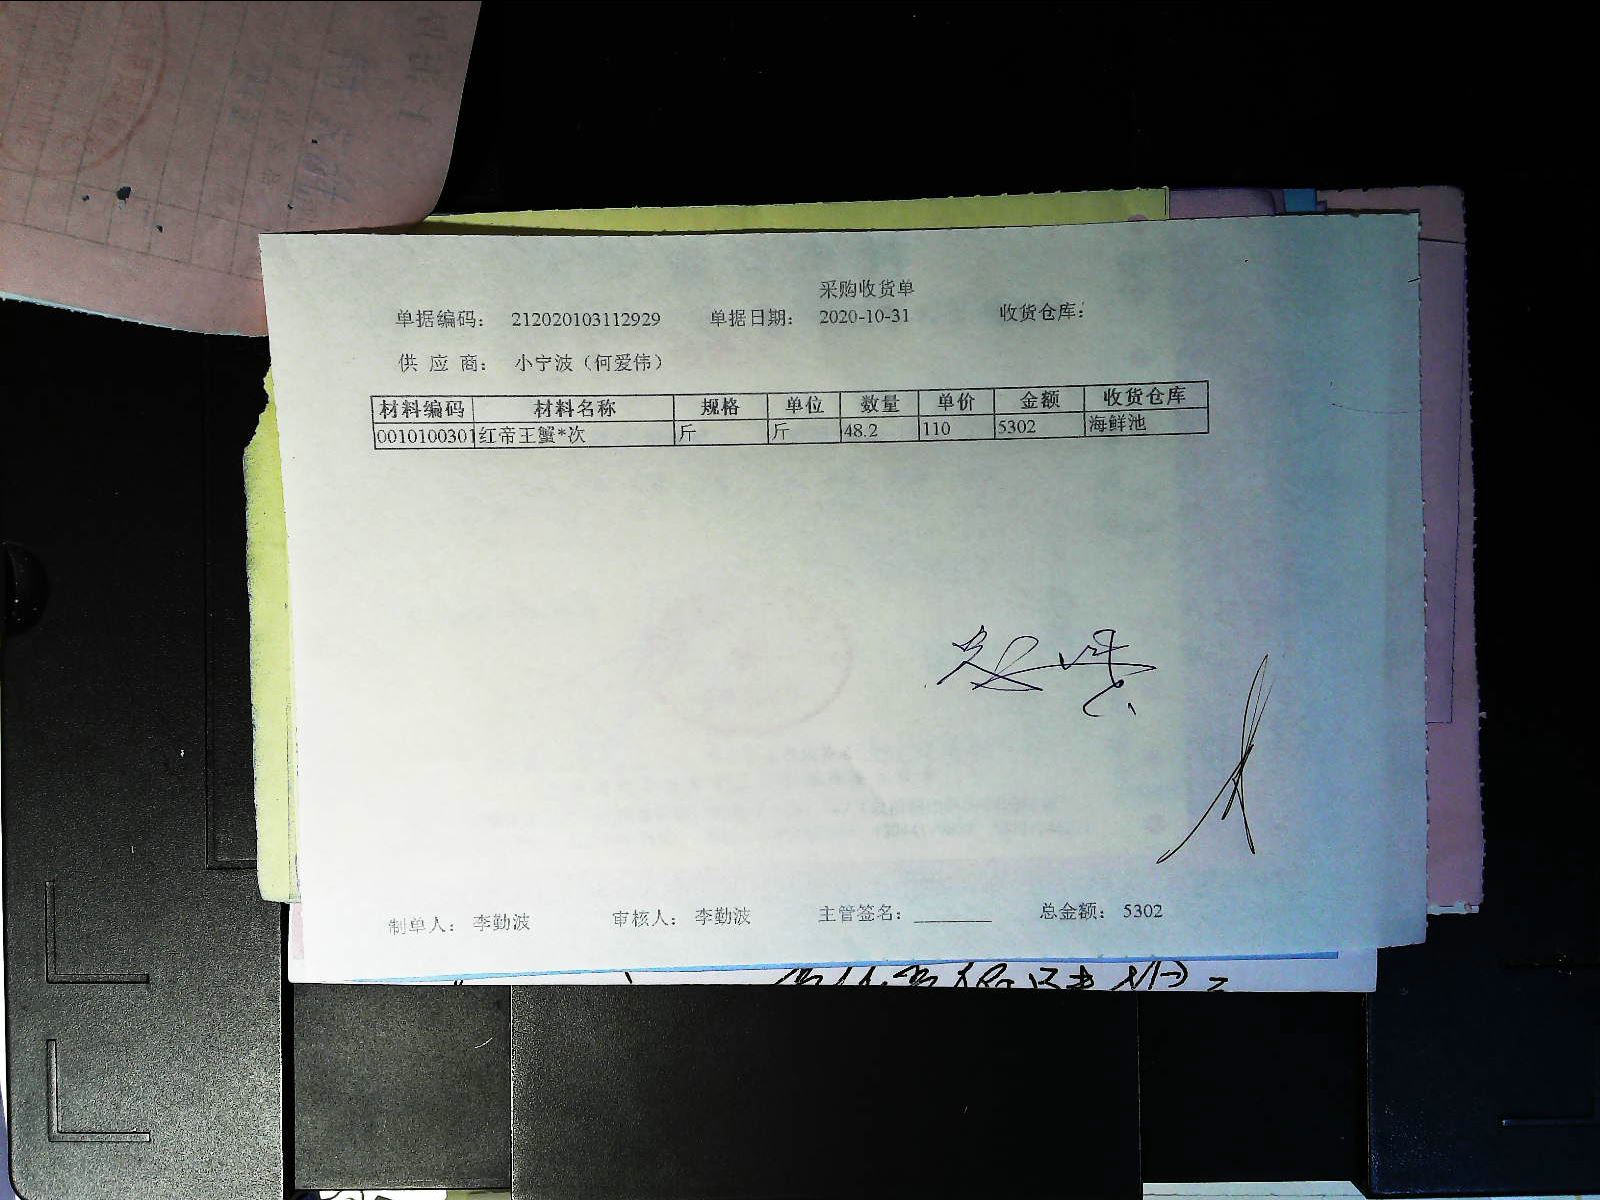 采购收货单
单据编码： 212020103112929 单据日期： 2020-10-31 收货仓库：
供 应 商： 小宁波（何爱伟）
材料编码 材料名称 规格 单位 数量 单价 金额 收货仓库
0010100301 红帝王蟹*次 斤 斤 48.2 110 5302 海鲜池
制单人： 李勤波 审核人： 李勤波 主管签名：________ 总金额： 5302